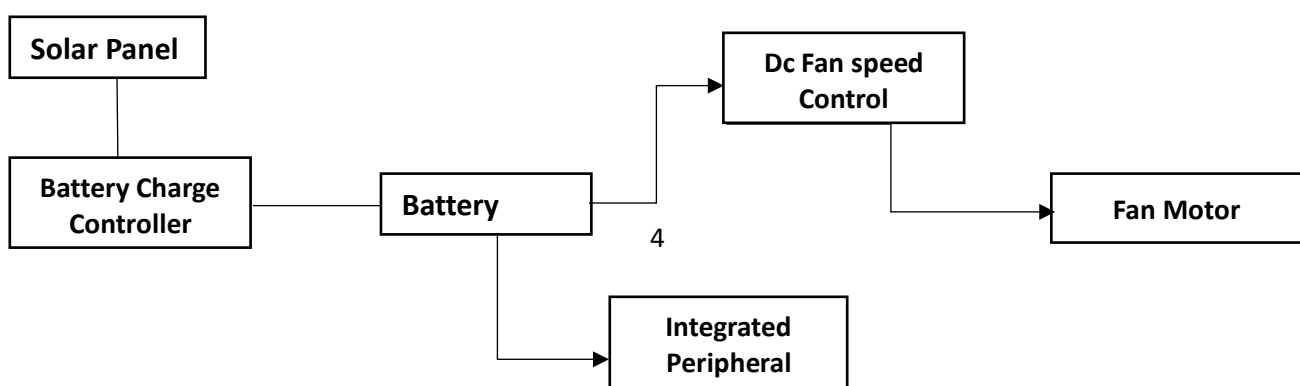 Solar Panel
Dc Fan speed
Control
Battery Charge
Controller
Battery
Fan Motor
4
Integrated
Peripheral